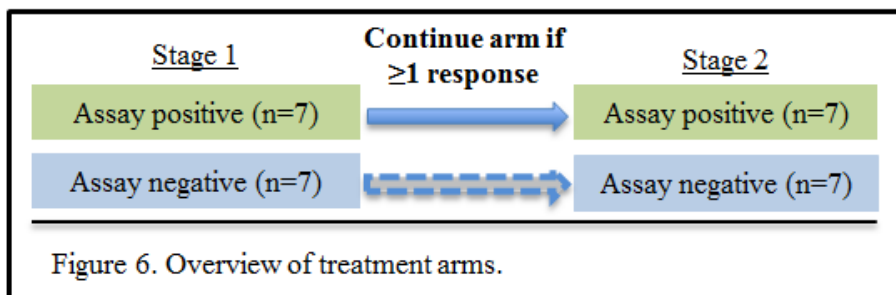 Stage 1
Continue arm if
≥1 response
Stage 2
Assay positive (n=7)
Assay positive (n=7)
Assay negative (n=7)
Assay negative (n=7)
Figure 6. Overview of treatment arms.